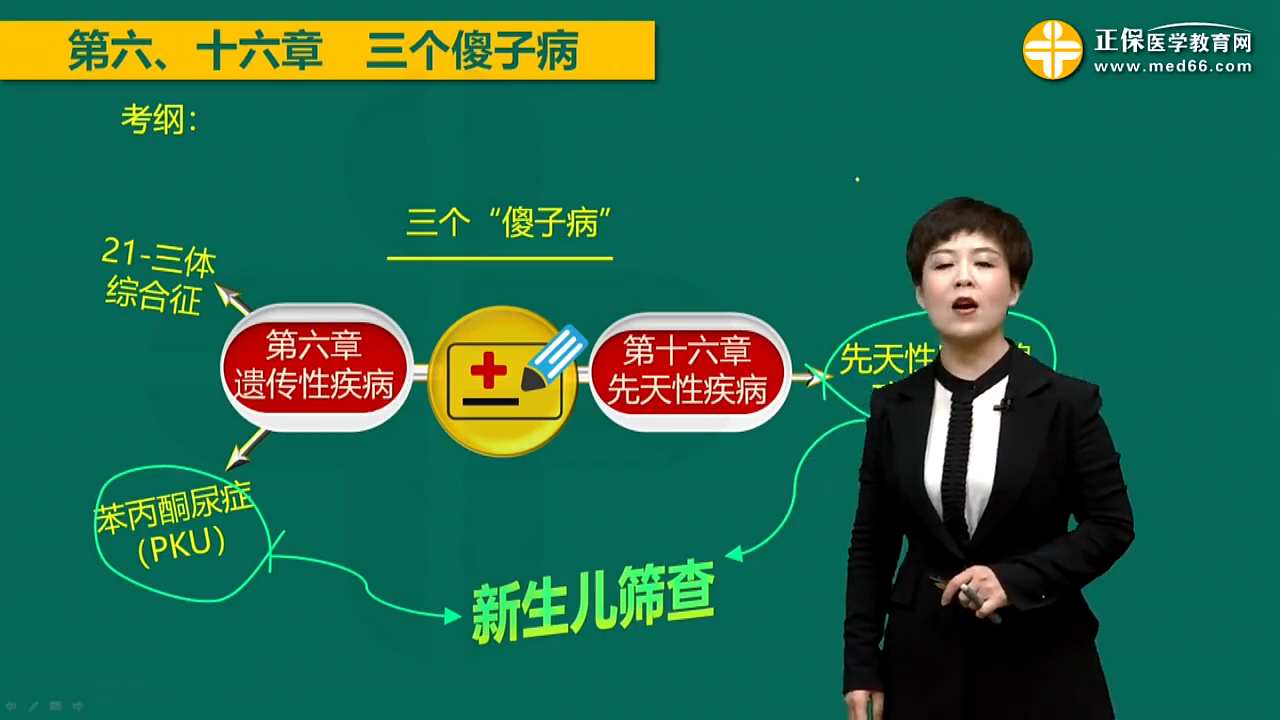 第六、十六章 三个傻子病
正保医学教育网
www.med66.com
考纲：
三个“傻子病”
21-三体
综合征
第六章
遗传性疾病
第十六章
先天性疾病
先天性
苯丙酮尿症
（PKU）
新生儿筛查